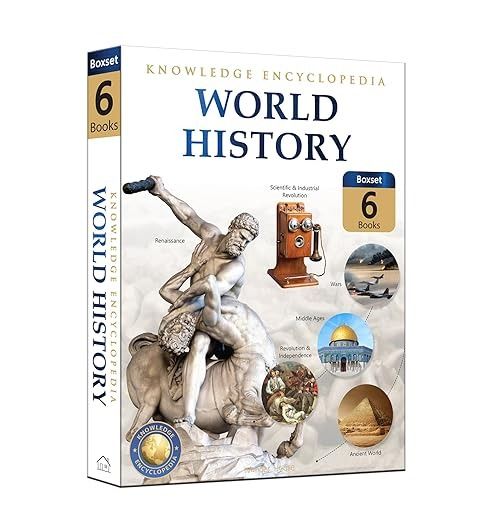 Boxset
6
Books
KNOWLEDGE ENCYCLOPEDIA
WORLD HISTORY
KNOWLEDGE ENCYCLOPEDIA
WORLD
HISTORY
Scientific & Industrial
Revolution
Boxset
6
Books
Renaissance
Wars
Middle Ages
Revolution &
Independence
Ancient World
KNOWLEDGE
ENCYCLOPEDIA